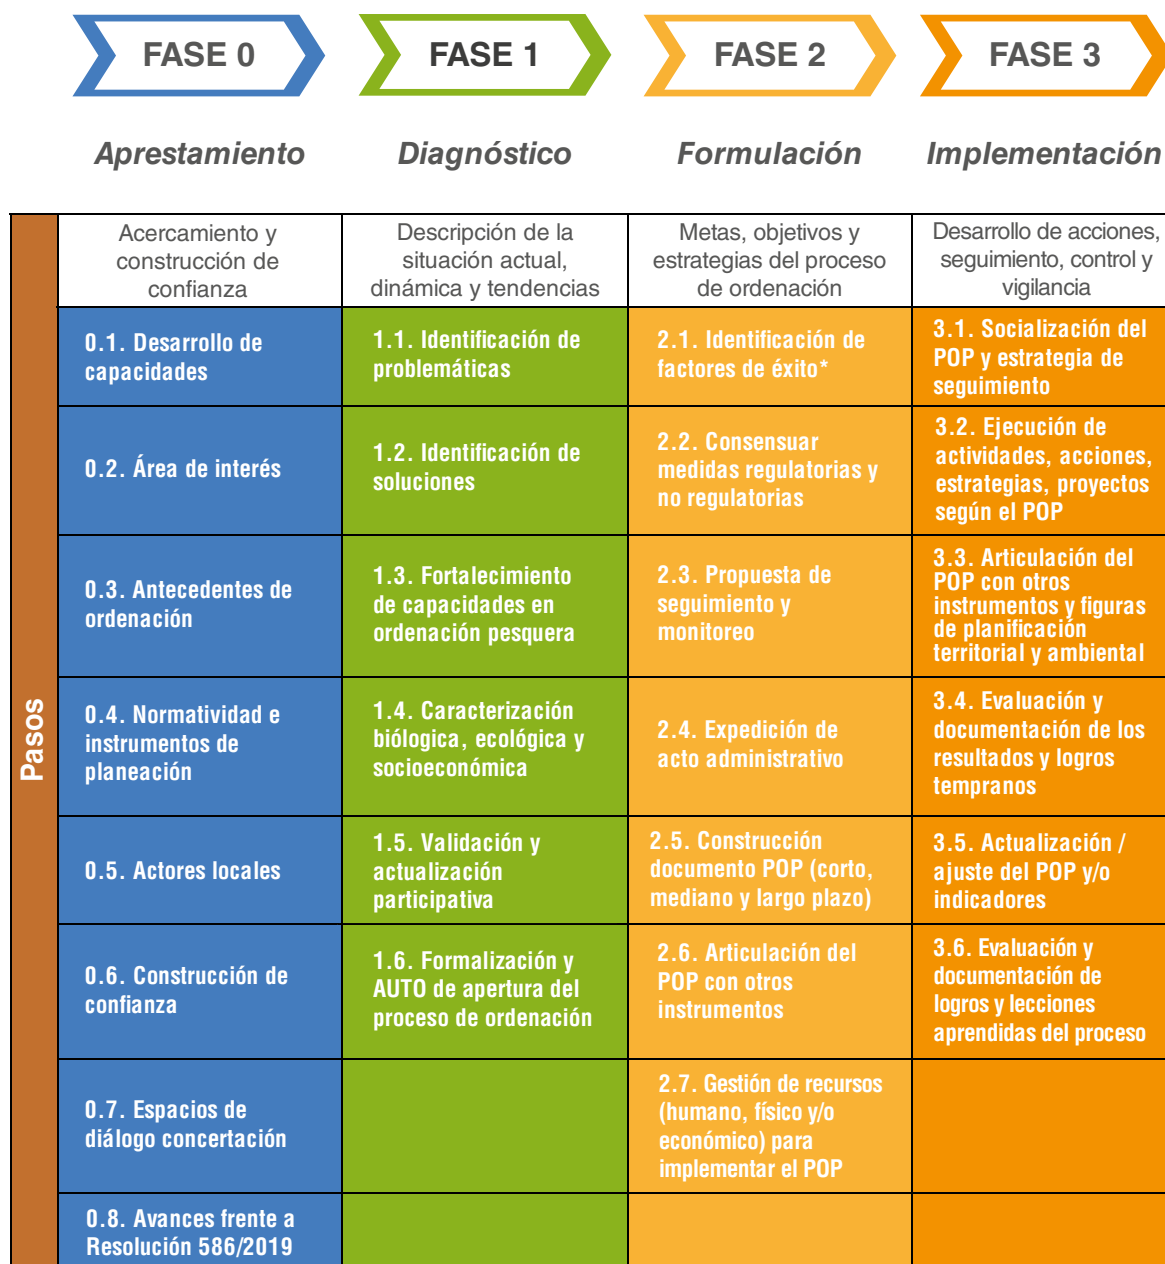 FASE 0
FASE 1
FASE 2
FASE 3
Aprestamiento
Diagnóstico
Formulación
Implementación
Pasos
Acercamiento y
construcción de
confianza
Descripción de la
situación actual,
dinámica y tendencias
Metas, objetivos y
estrategias del proceso
de ordenación
Desarrollo de acciones,
seguimiento, control y
vigilancia
0.1. Desarrollo de
capacidades
1.1. Identificación de
problemáticas
2.1. Identificación de
factores de éxito*
3.1. Socialización del
POP y estrategia de
seguimiento
0.2. Área de interés
1.2. Identificación de
soluciones
2.2. Consensuar
medidas regulatorias y
no regulatorias
3.2. Ejecución de
actividades, acciones,
estrategias, proyectos
según el POP
0.3. Antecedentes de
ordenación
1.3. Fortalecimiento
de capacidades en
ordenación pesquera
2.3. Propuesta de
seguimiento y
monitoreo
3.3. Articulación del
POP con otros
instrumentos y figuras
de planificación
territorial y ambiental
0.4. Normatividad e
instrumentos de
planeación
1.4. Caracterización
biólogica, ecológica y
socioeconómica
2.4. Expedición de
acto administrativo
3.4. Evaluación y
documentación de los
resultados y logros
tempranos
0.5. Actores locales
1.5. Validación y
actualización
participativa
2.5. Construcción
documento POP (corto,
mediano y largo plazo)
3.5. Actualización /
ajuste del POP y/o
indicadores
0.6. Construcción de
confianza
1.6. Formalización y
AUTO de apertura del
proceso de ordenación
2.6. Articulación del
POP con otros
instrumentos
3.6. Evaluación y
documentación de
logros y lecciones
aprendidas del proceso
0.7. Espacios de
diálogo concertación
2.7. Gestión de recursos
(humano, físico y/o
económico) para
implementar el POP
0.8. Avances frente a
Resolución 586/2019